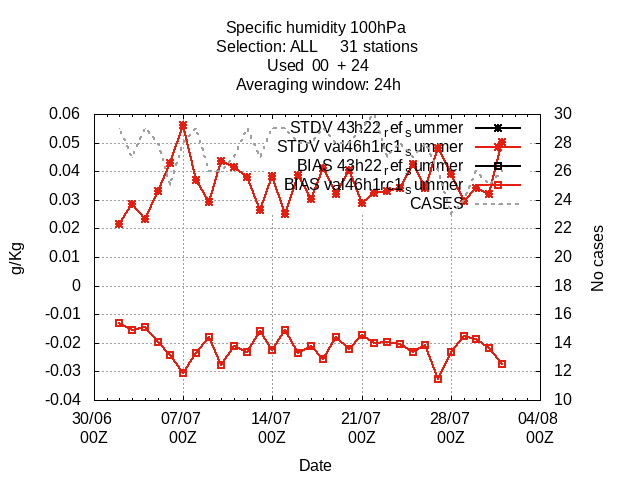 Specific humidity 100hPa
Selection: ALL 31 stations
Used 00 + 24
Averaging window: 24h
STDV 43h22_ref_summer
STDV val46h1rc1_summer
BIAS 43h22_ref_summer
BIAS val46h1rc1_summer
CASES
0.06
0.05
0.04
0.03
0.02
0.01
0
-0.01
-0.02
-0.03
-0.04
g/Kg
30
28
26
24
22
20
18
16
14
12
10
No cases
30/06 07/07 14/07 21/07 28/07 04/08
00Z 00Z 00Z 00Z 00Z 00Z
Date